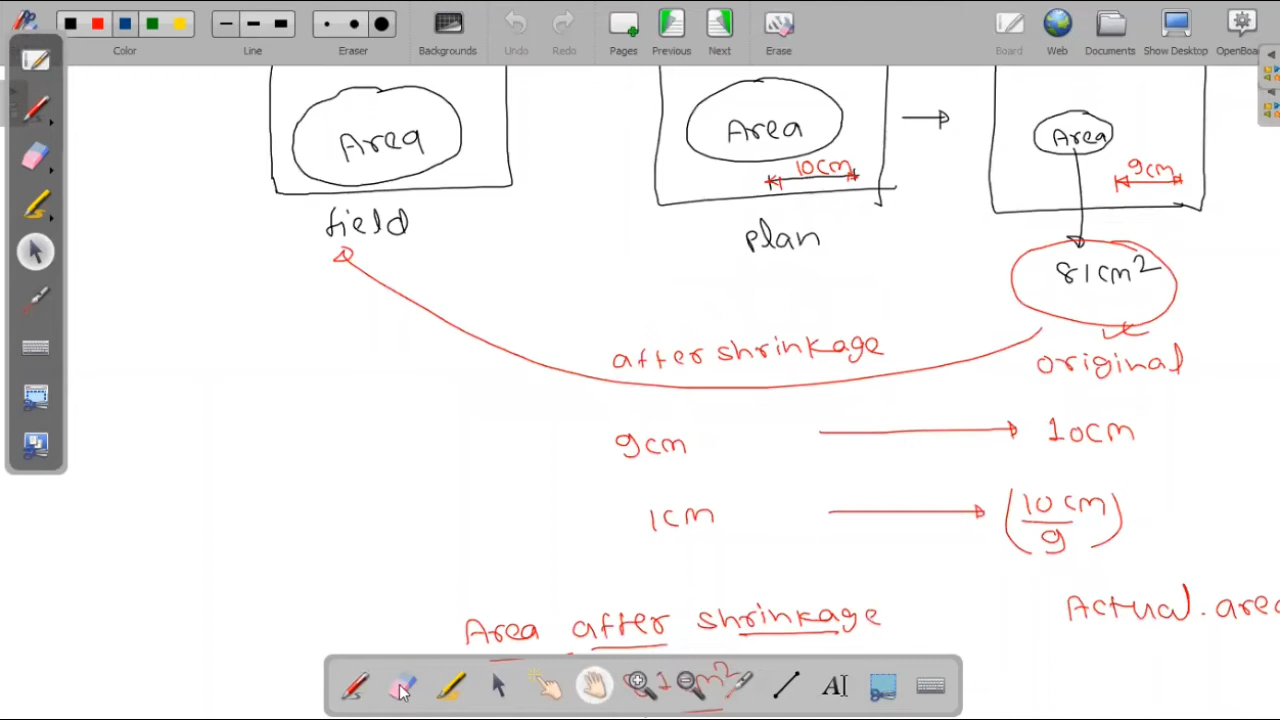 Color
Line
Eraser
Backgrounds
Undo
Redo
Pages
Previous
Next
Erase
Board
Web
Documents
Show Desktop
OpenBoa
Area
Area
Area
10cm
9cm
field
plan
81cm²
after shrinkage
original
9cm
10cm
1cm
(10cm/9)
Area after shrinkage
Actual. area